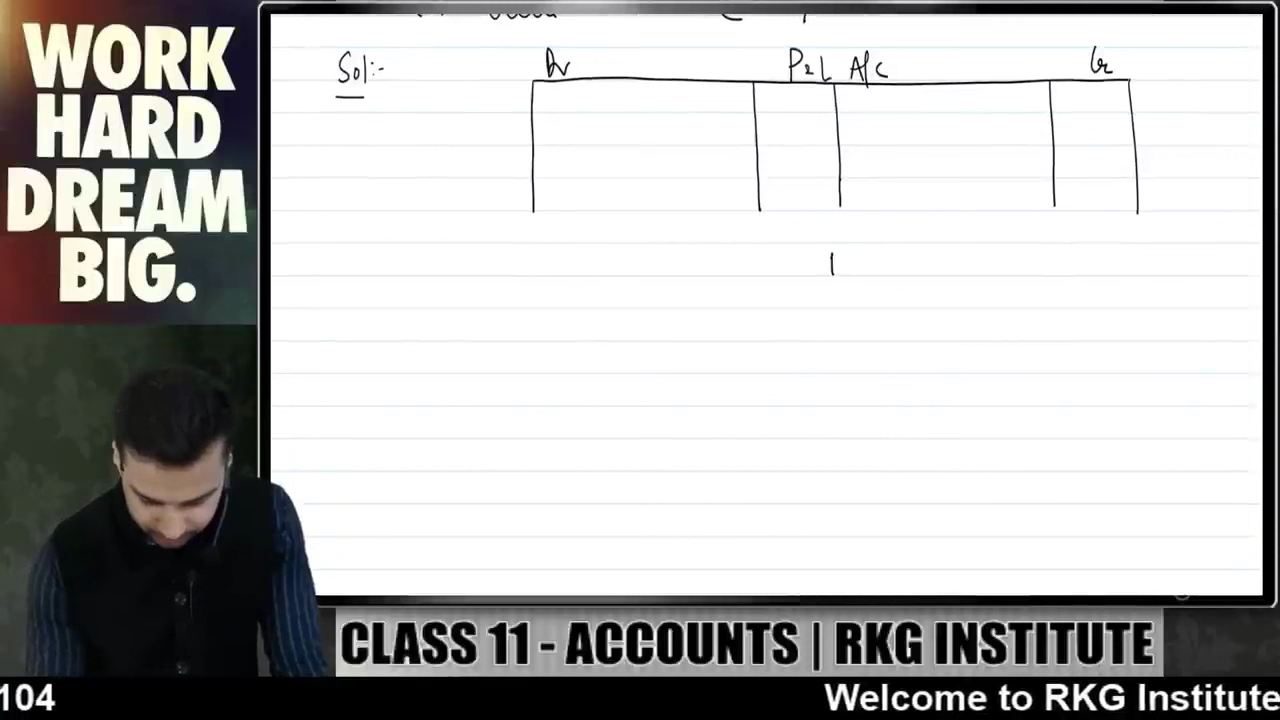 WORK
HARD
DREAM
BIG.
Sol:-
Dr P&L A/C Cr
CLASS 11 - ACCOUNTS | RKG INSTITUTE
104 Welcome to RKG Institute